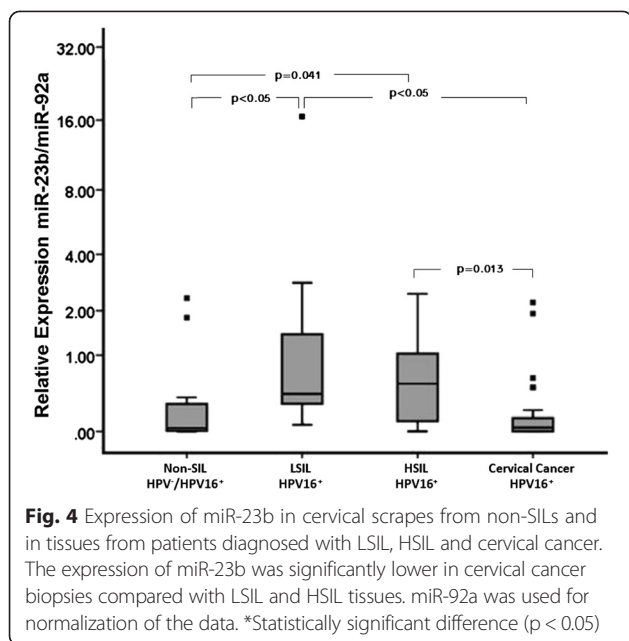 32.00
16.00
8.00
4.00
2.00
1.00
.00
Relative Expression miR-23b/miR-92a
p=0.041
p<0.05
p<0.05
p=0.013
Non-SIL
HPV⁻/HPV16⁺
LSIL
HPV16⁺
HSIL
HPV16⁺
Cervical Cancer
HPV16⁺
Fig. 4 Expression of miR-23b in cervical scrapes from non-SILs and
in tissues from patients diagnosed with LSIL, HSIL and cervical cancer.
The expression of miR-23b was significantly lower in cervical cancer
biopsies compared with LSIL and HSIL tissues. miR-92a was used for
normalization of the data. *Statistically significant difference (p < 0.05)